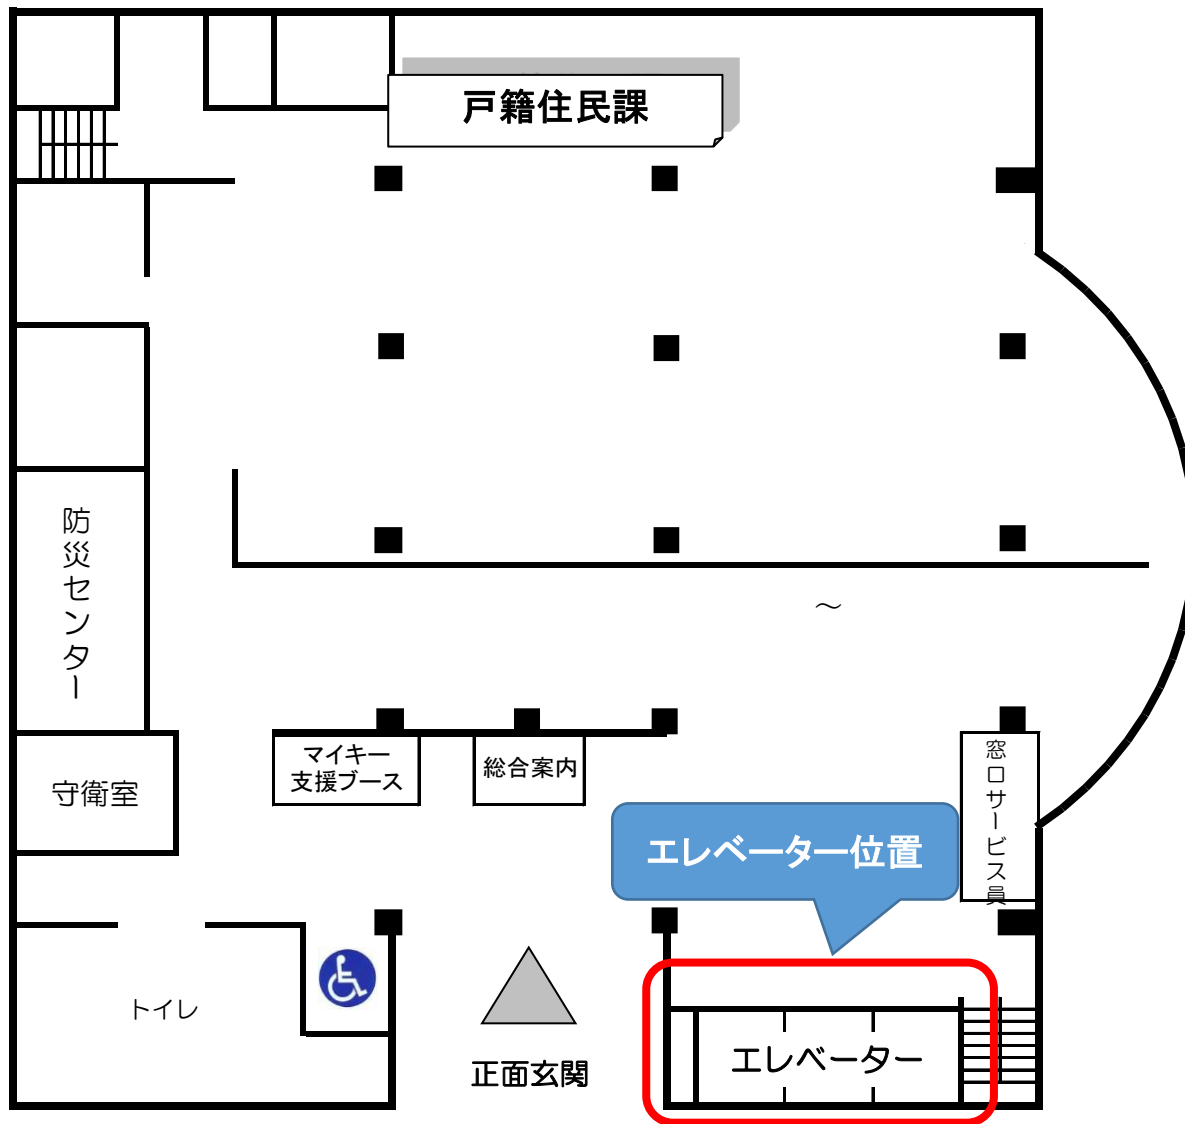 戸籍住民課
防災センター
～
マイキー
支援ブース
総合案内
窓口サービス員
守衛室
エレベーター位置
トイレ
エレベーター
正面玄関